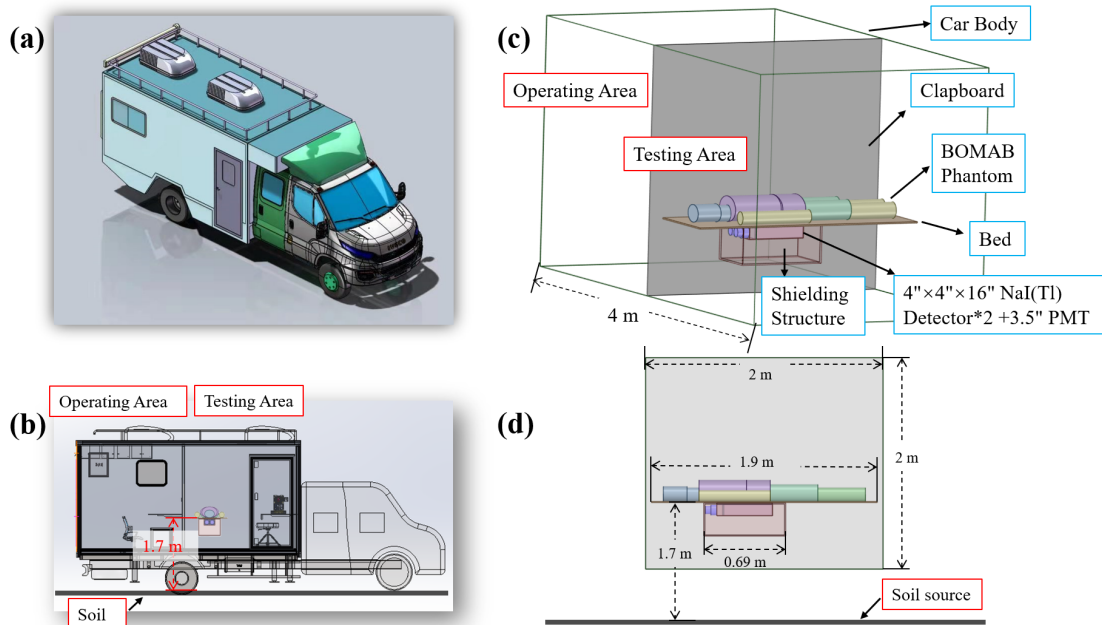 (a)
(c)
Car Body
Operating Area
Clapboard
Testing Area
BOMAB
Phantom
Bed
Shielding
Structure
4"×4"×16" NaI(Tl)
Detector*2 +3.5" PMT
4 m
(b)
Operating Area
Testing Area
1.7 m
Soil
(d)
2 m
1.9 m
2 m
1.7 m
0.69 m
Soil source